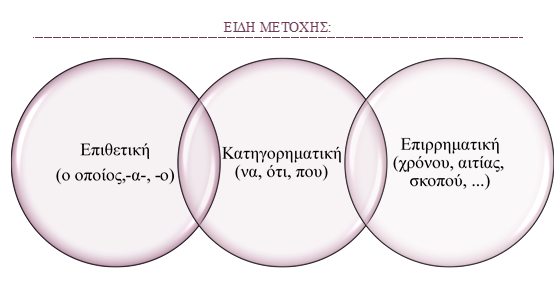 ΕΙΔΗ ΜΕΤΟΧΗΣ:
Επιθετική
(ο οποίος,-α-, -ο)
Κατηγορηματική
(να, ότι, που)
Επιρρηματική
(χρόνου, αιτίας,
σκοπού, ...)